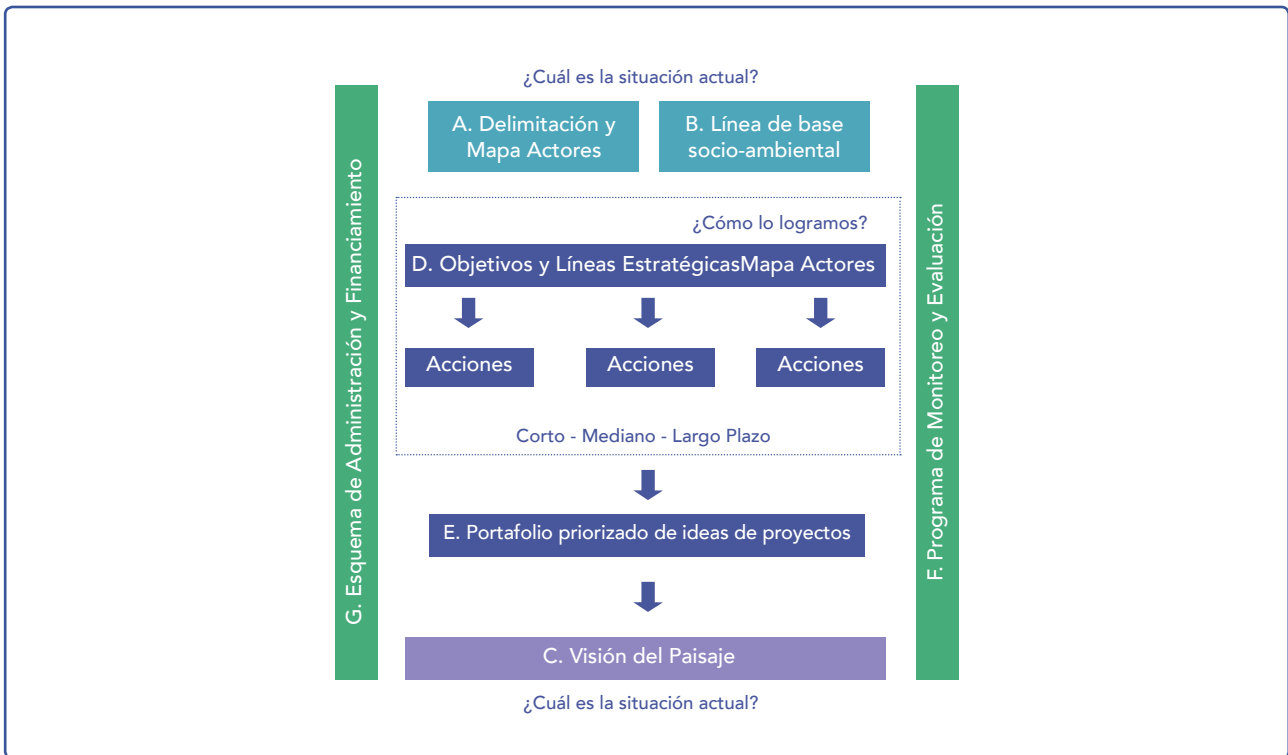 ¿Cuál es la situación actual?
A. Delimitación y
Mapa Actores
B. Línea de base
socio-ambiental
G. Esquema de Administración y Financiamiento
¿Cómo lo logramos?
D. Objetivos y Líneas EstratégicasMapa Actores
Acciones
Acciones
Acciones
Corto - Mediano - Largo Plazo
E. Portafolio priorizado de ideas de proyectos
F. Programa de Monitoreo y Evaluación
C. Visión del Paisaje
¿Cuál es la situación actual?